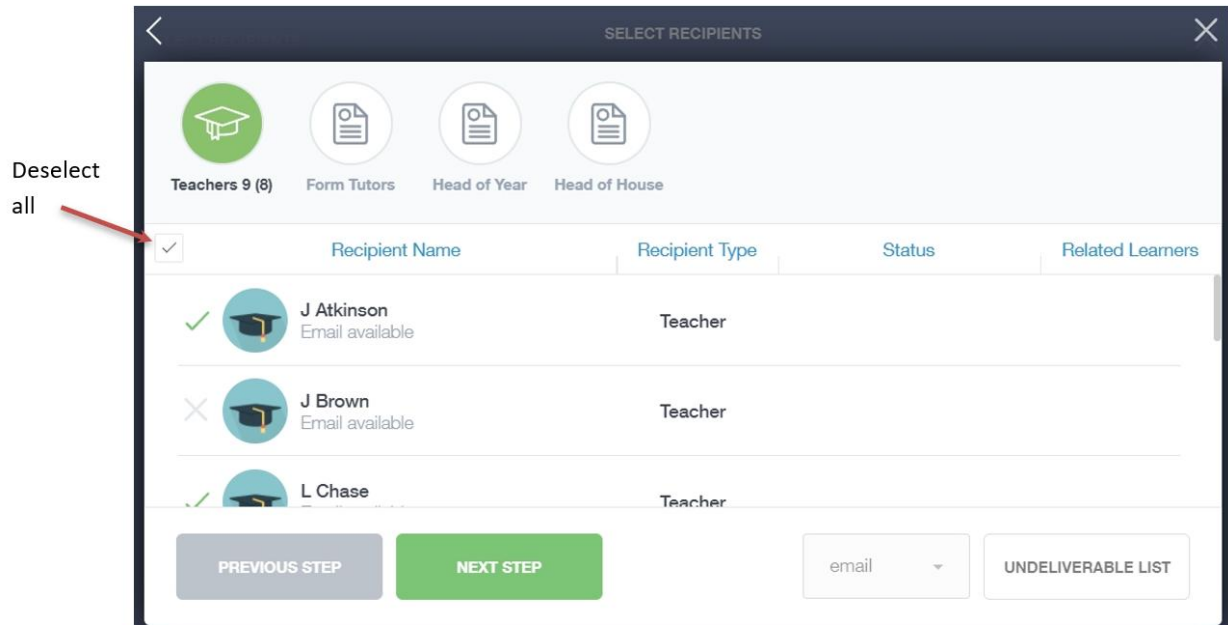 SELECT RECIPIENTS
Teachers 9 (8)
Form Tutors
Head of Year
Head of House
Deselect
all
Recipient Name
Recipient Type
Status
Related Learners
J Atkinson
Email available
Teacher
J Brown
Email available
Teacher
L Chase
Teacher
PREVIOUS STEP
NEXT STEP
email
UNDELIVERABLE LIST